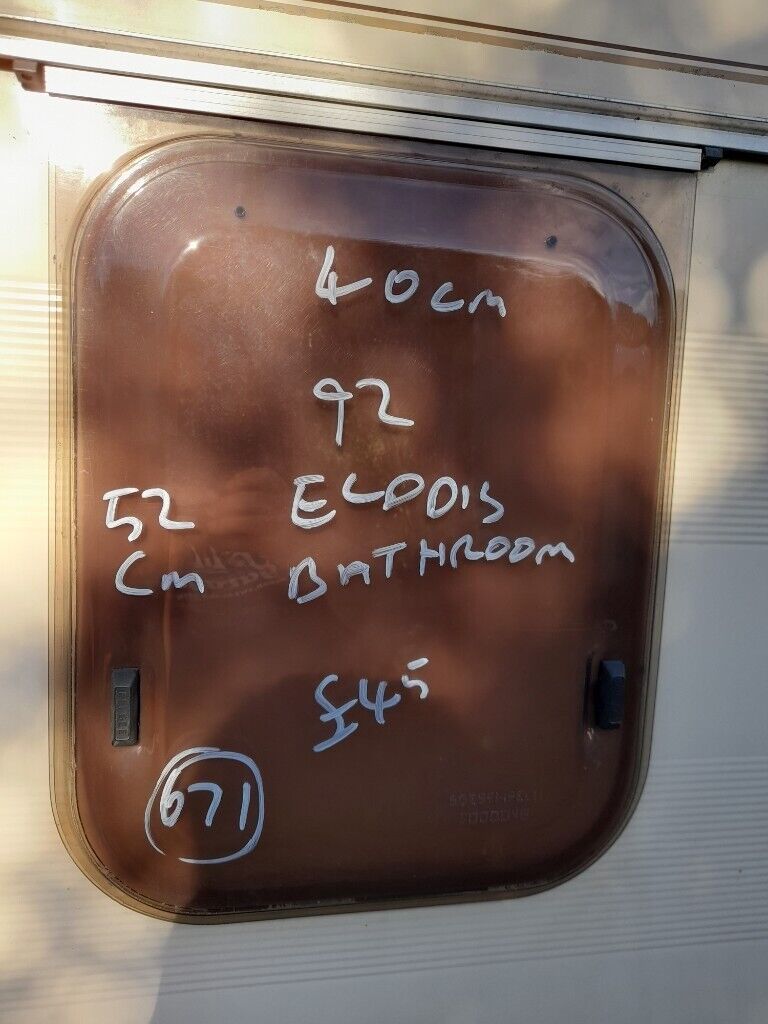 40cm
92
52 ELDDIS
Cm BATHROOM
£45
671